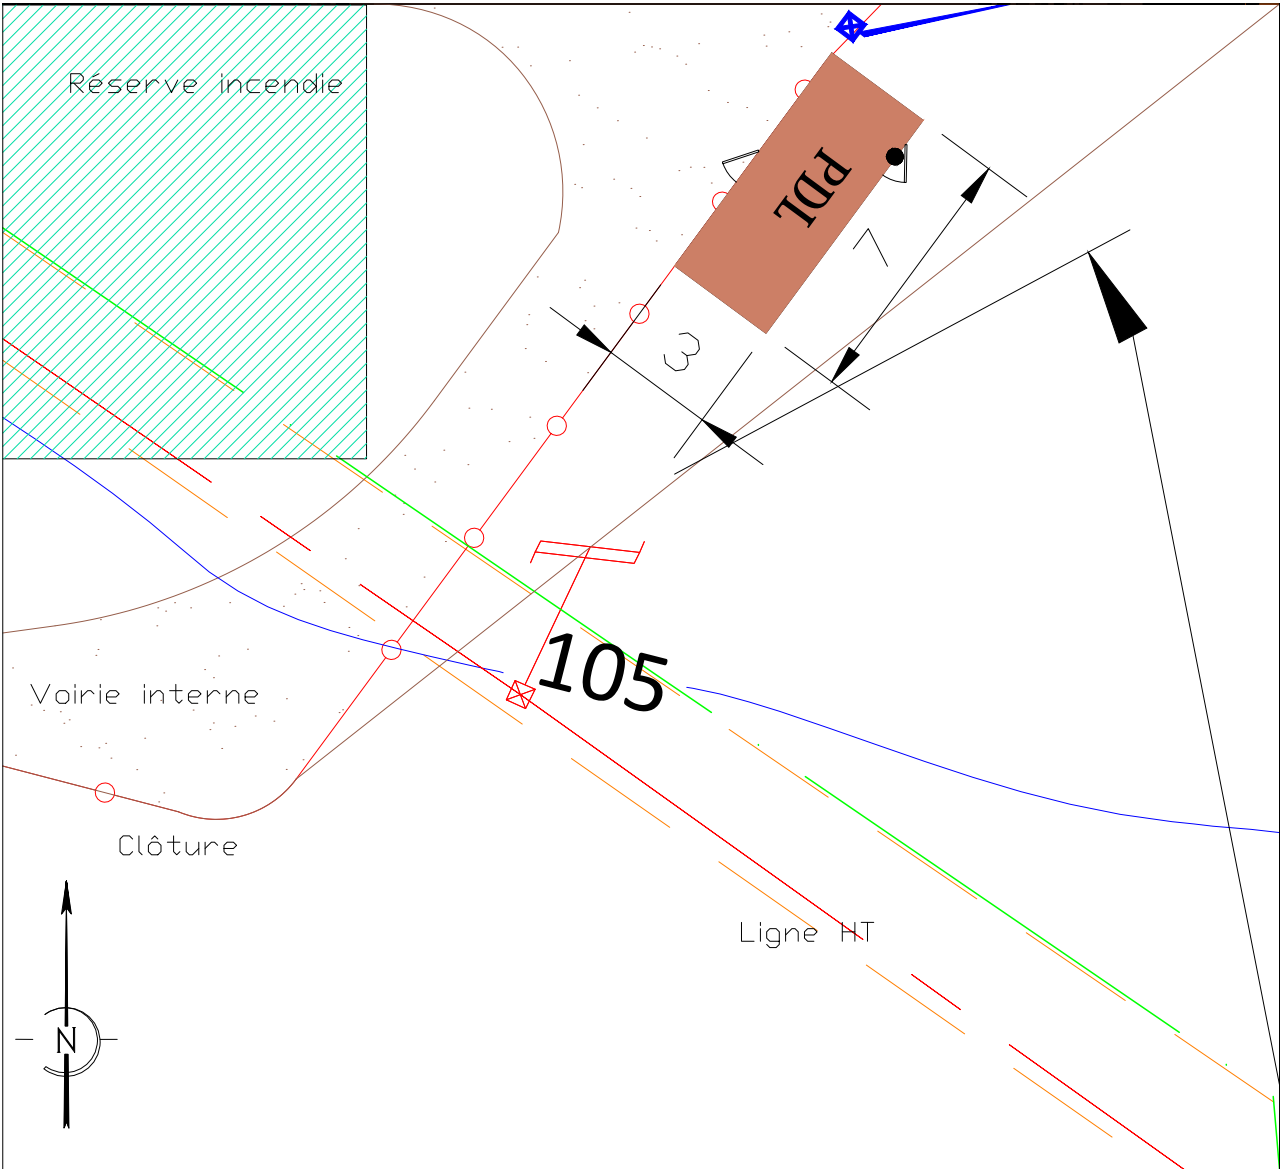 Réserve incendie
PDL
7
3
105
Voirie interne
Clôture
Ligne HT
N